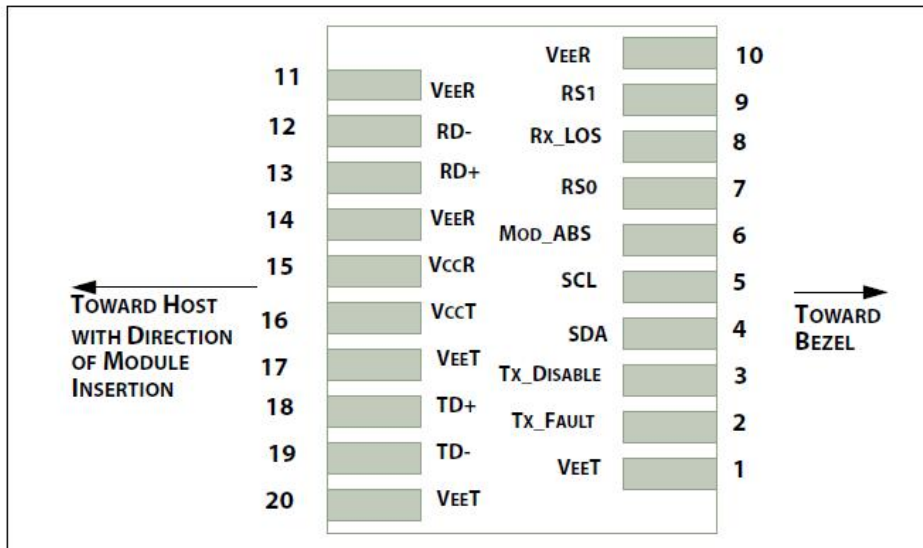 11 VEER
12 RD-
13 RD+
14 VEER
15 VCCR
16 VCCT
17 VEET
18 TD+
19 TD-
20 VEET
VEER 10
RS1 9
RX_LOS 8
RS0 7
MOD_ABS 6
SCL 5
SDA 4
TX_DISABLE 3
TX_FAULT 2
VEET 1
TOWARD HOST
WITH DIRECTION
OF MODULE
INSERTION
TOWARD
BEZEL